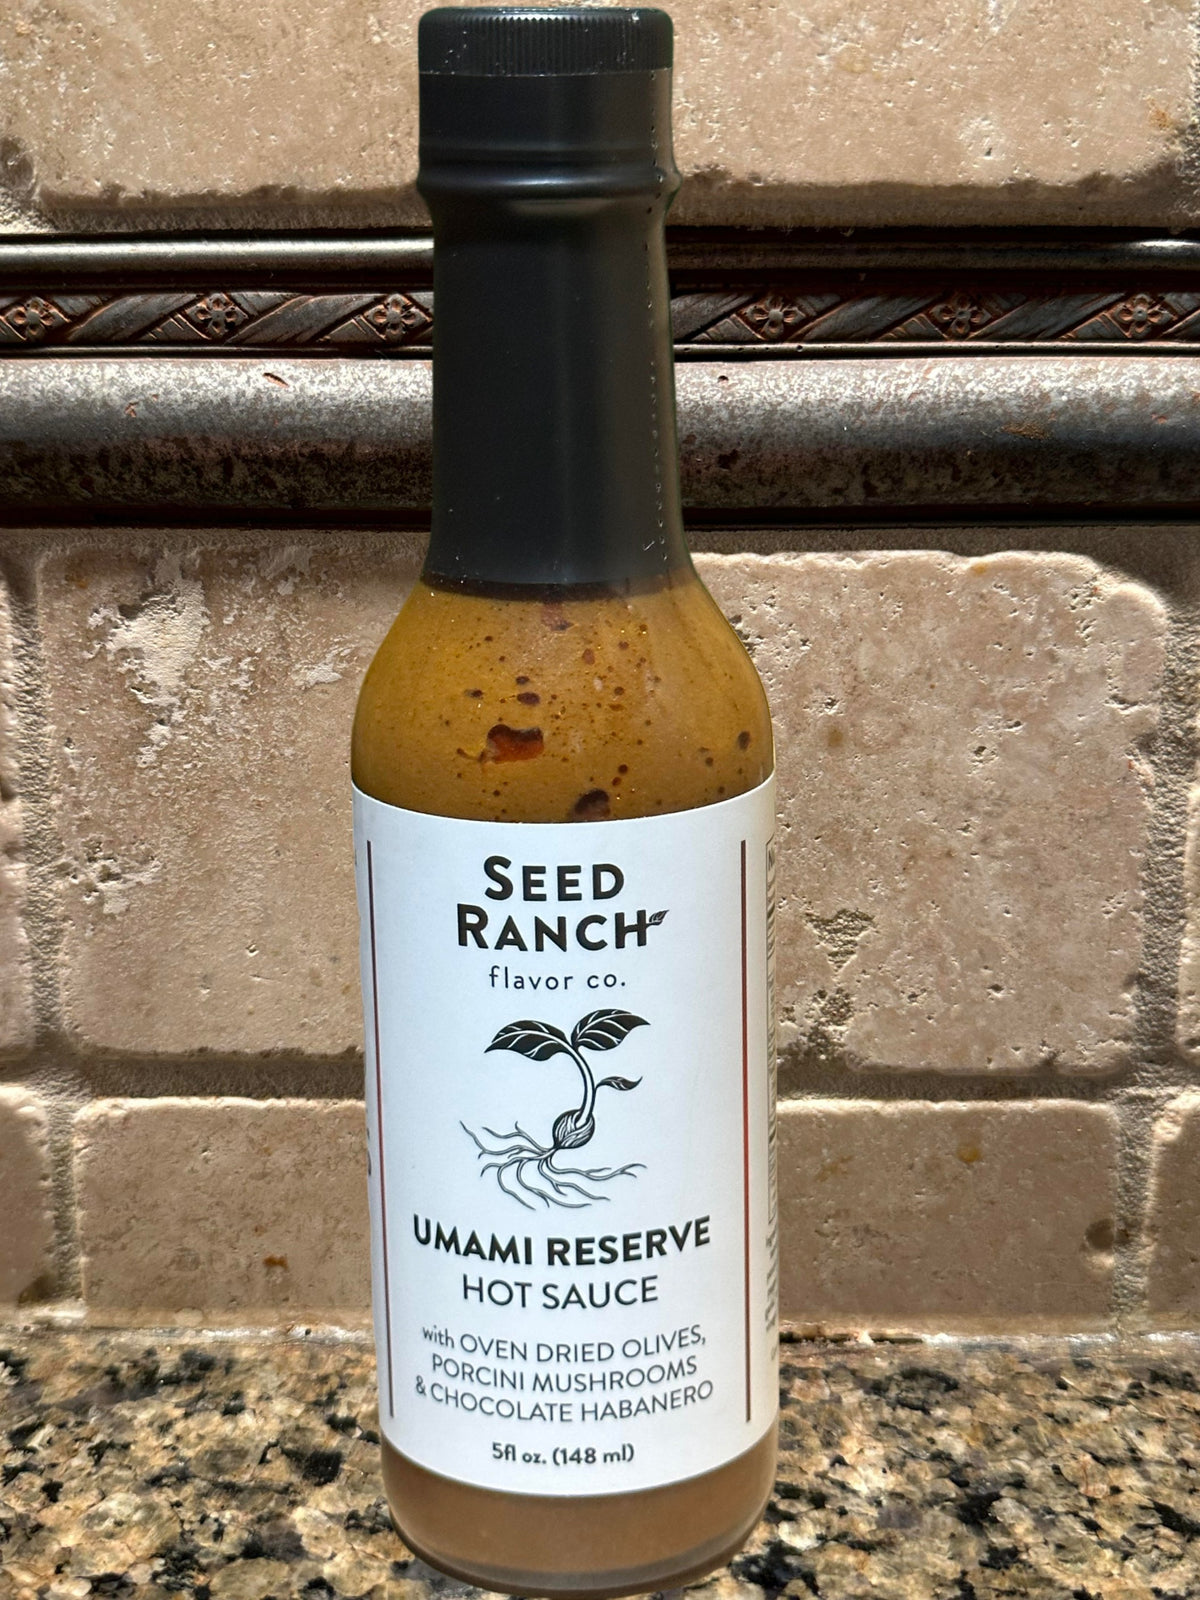 SEED
RANCH
flavor co.
UMAMI RESERVE
HOT SAUCE
with OVEN DRIED OLIVES,
PORCINI MUSHROOMS
& CHOCOLATE HABANERO
5fl oz. (148 ml)